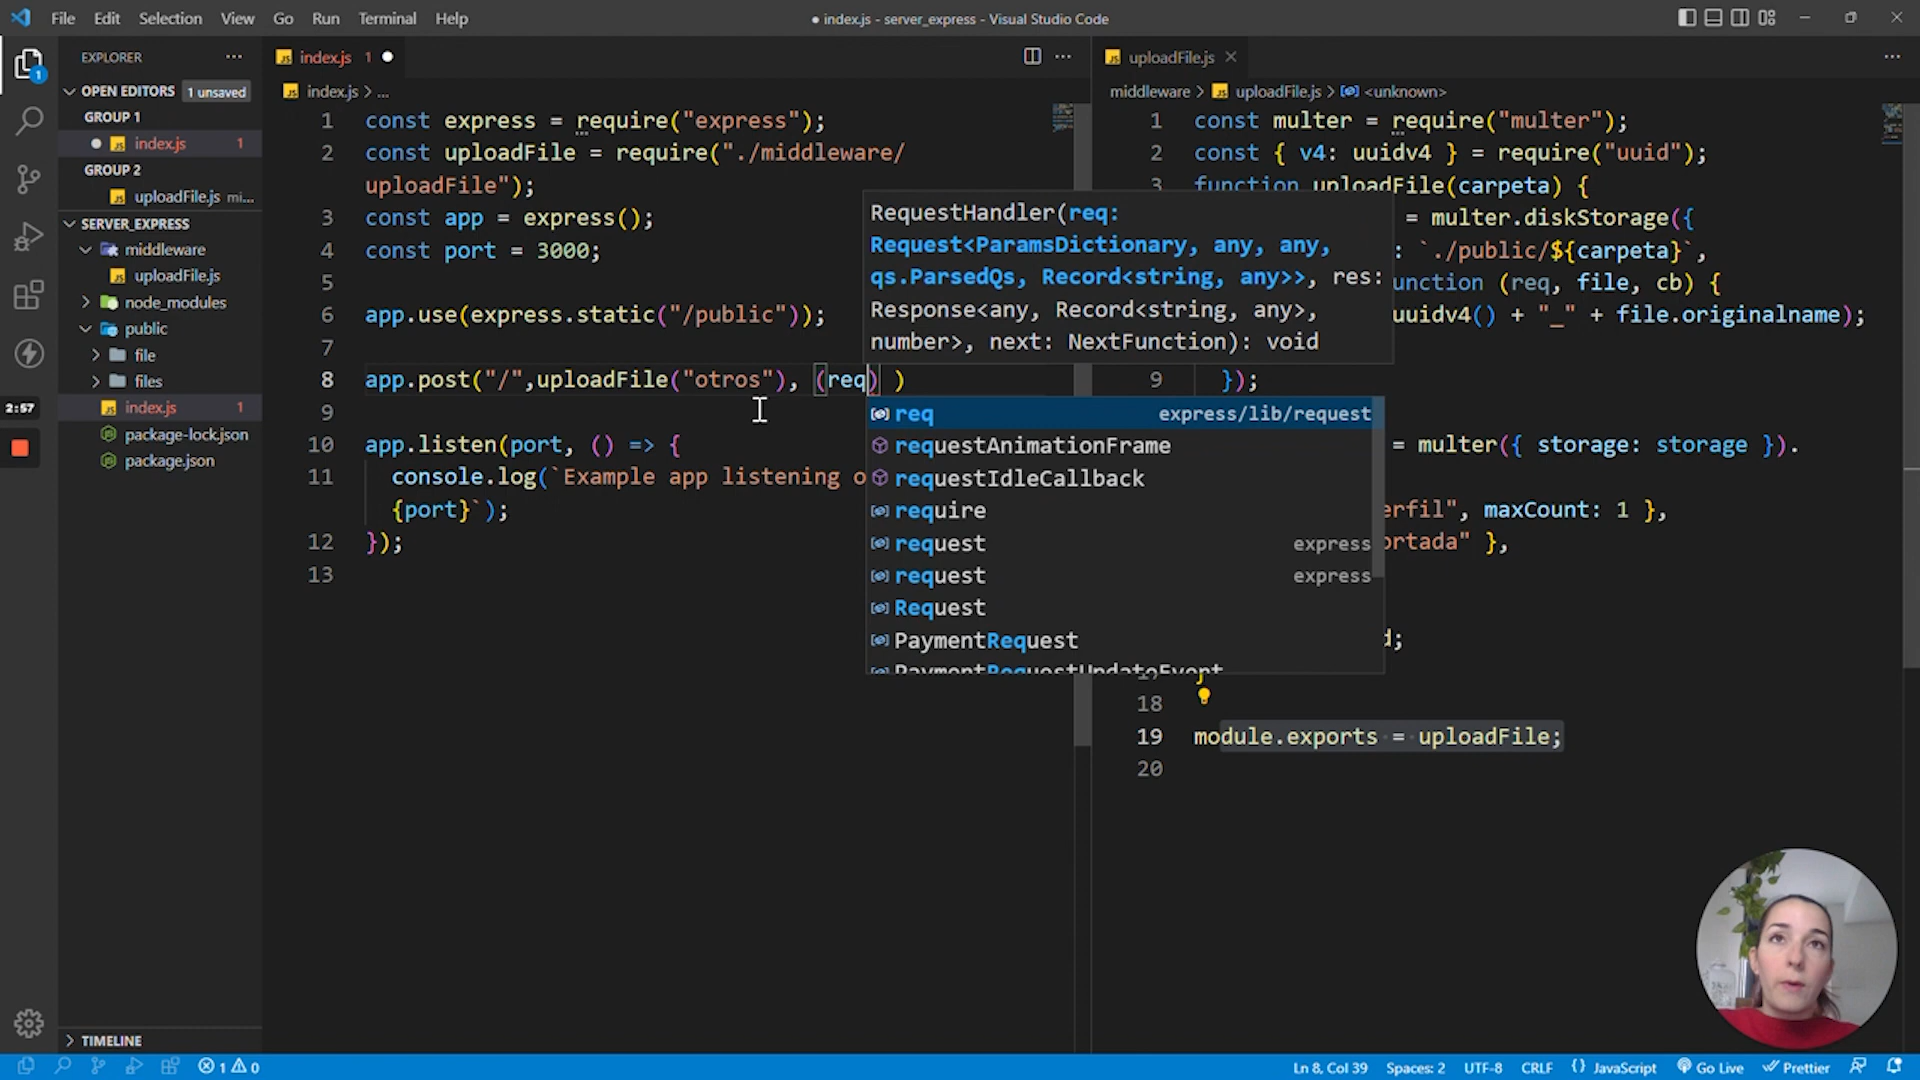 File Edit Selection View Go Run Terminal Help
● index.js - server_express - Visual Studio Code
EXPLORER
OPEN EDITORS 1 unsaved
GROUP 1
index.js 1
GROUP 2
uploadFile.js mi...
SERVER_EXPRESS
middleware
uploadFile.js
node_modules
public
file
files
index.js 1
package-lock.json
package.json
TIMELINE
1
2:57
index.js 1
index.js > ...
1 const express = require("express");
2 const uploadFile = require("./middleware/
uploadFile");
3 const app = express();
4 const port = 3000;
5
6 app.use(express.static("/public"));
7
8 app.post("/",uploadFile("otros"), (req) )
9
10 app.listen(port, () => {
11 console.log(`Example app listening o
{port}`);
12 });
13
RequestHandler(req:
Request<ParamsDictionary, any, any,
qs.ParsedQs, Record<string, any>>, res:
Response<any, Record<string, any>,
number>, next: NextFunction): void
req express/lib/request
requestAnimationFrame
requestIdleCallback
require
request express
request express
Request
PaymentRequest
PaymentRequestUpdateEvent
uploadFile.js
middleware > uploadFile.js > <unknown>
1 const multer = require("multer");
2 const { v4: uuidv4 } = require("uuid");
3 function uploadFile(carpeta) {
= multer.diskStorage({
: `./public/${carpeta}`,
unction (req, file, cb) {
uuidv4() + "_" + file.originalname);
9 });
= multer({ storage: storage }).
erfil", maxCount: 1 },
ortada" },
d;
17 }
18
19 module.exports = uploadFile;
20
1 0
Ln 8, Col 39 Spaces: 2 UTF-8 CRLF {} JavaScript Go Live Prettier